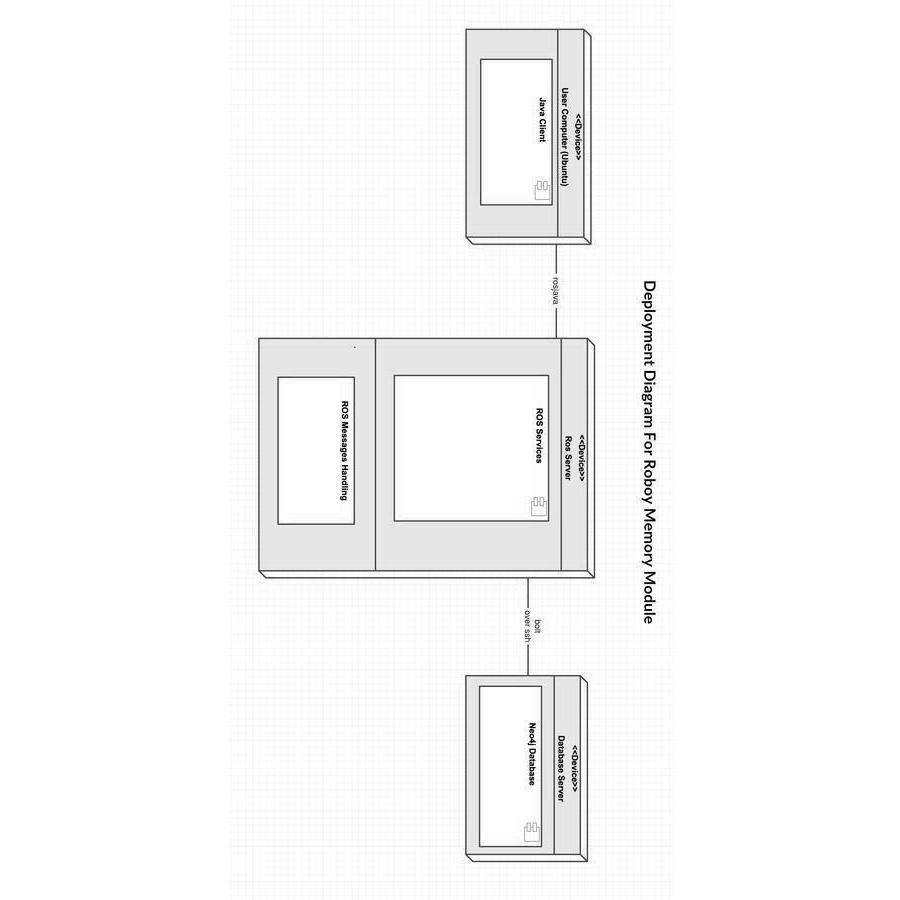 Deployment Diagram For Roboy Memory Module
<<Device>>
User Computer (Ubuntu)
Java Client
rosjava
<<Device>>
Ros Server
ROS Services
ROS Messages Handling
bolt
over ssh
<<Device>>
Database Server
Neo4j Database